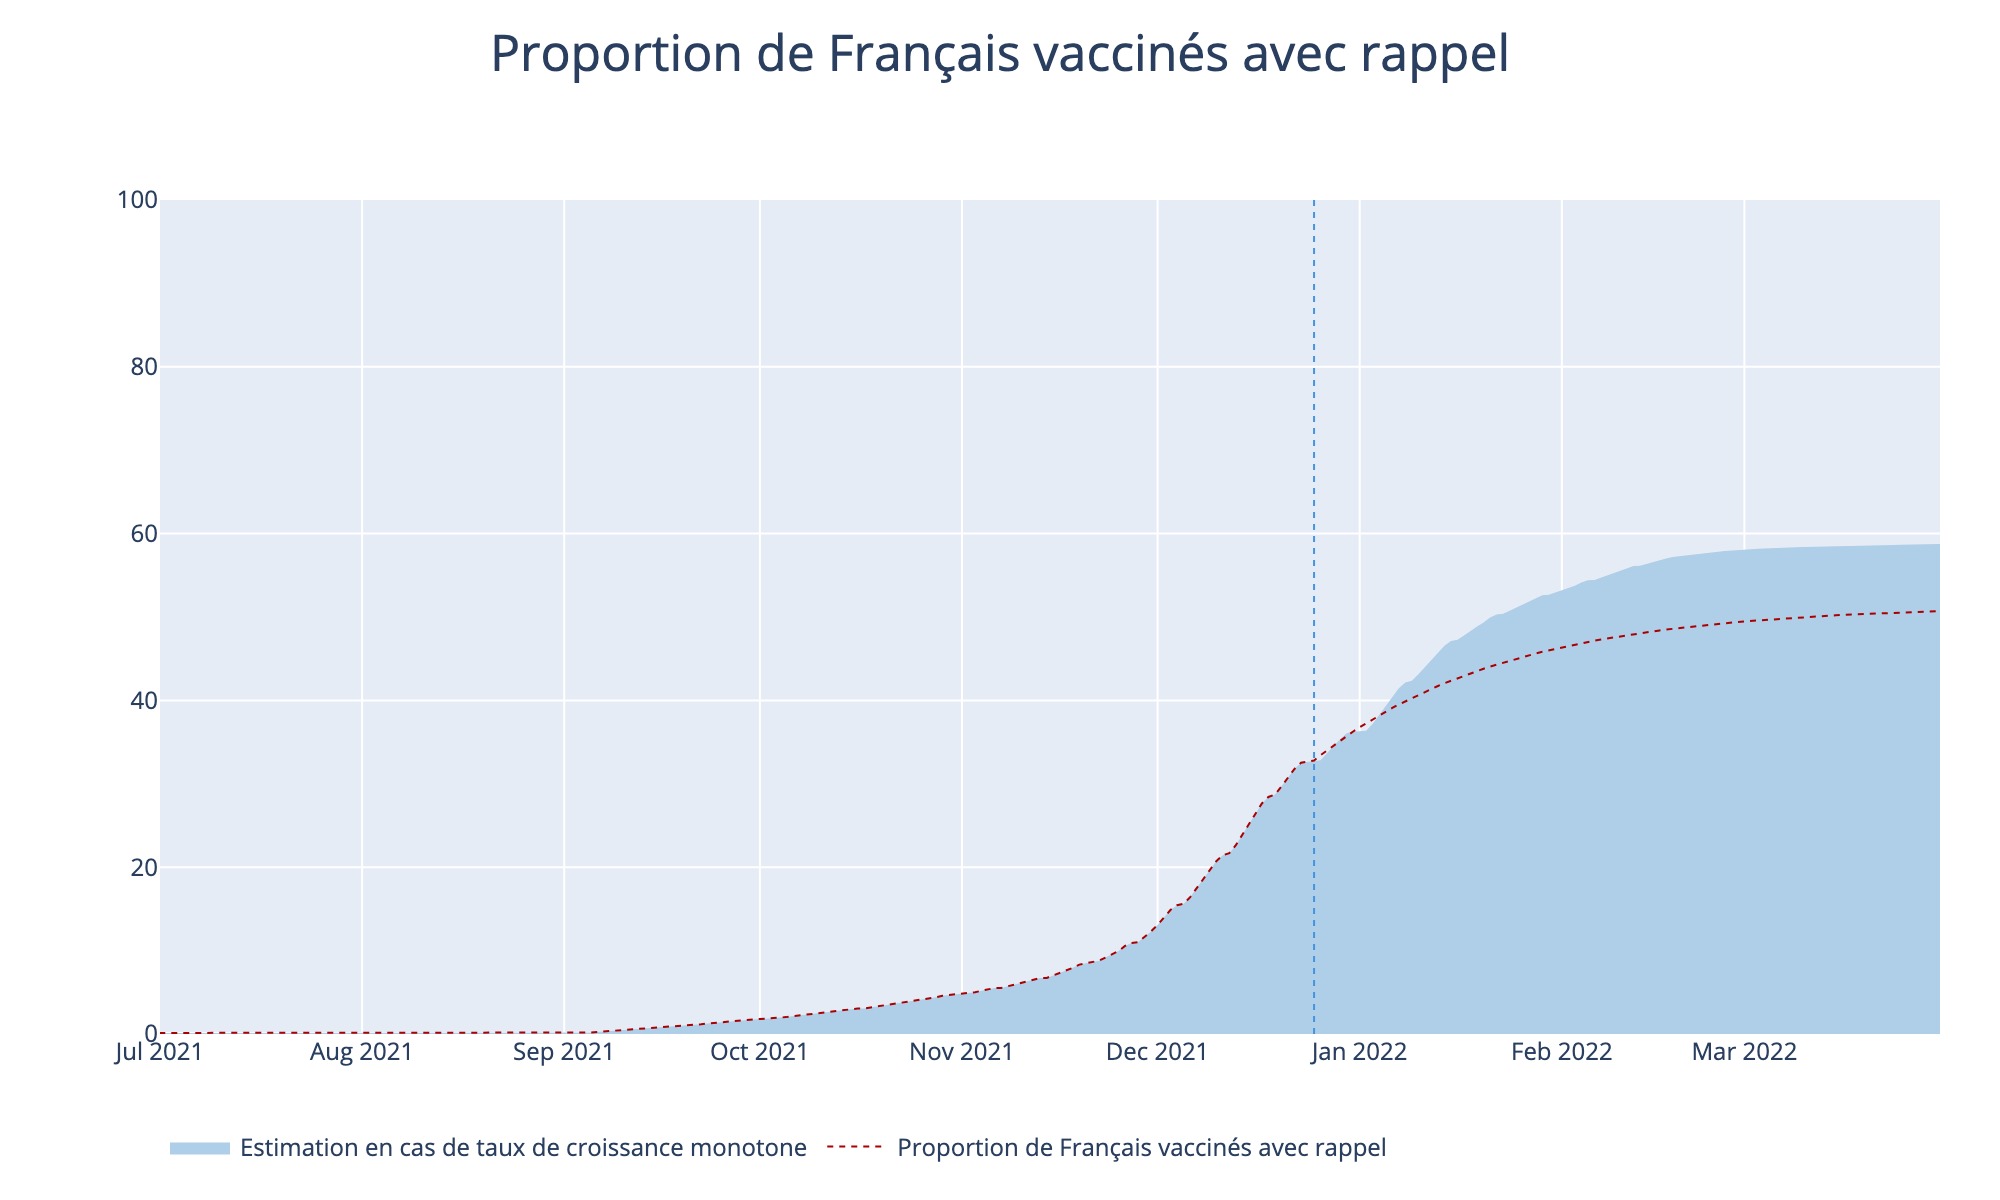 Proportion de Français vaccinés avec rappel
100
80
60
40
20
0
Jul 2021 Aug 2021 Sep 2021 Oct 2021 Nov 2021 Dec 2021 Jan 2022 Feb 2022 Mar 2022
Estimation en cas de taux de croissance monotone Proportion de Français vaccinés avec rappel